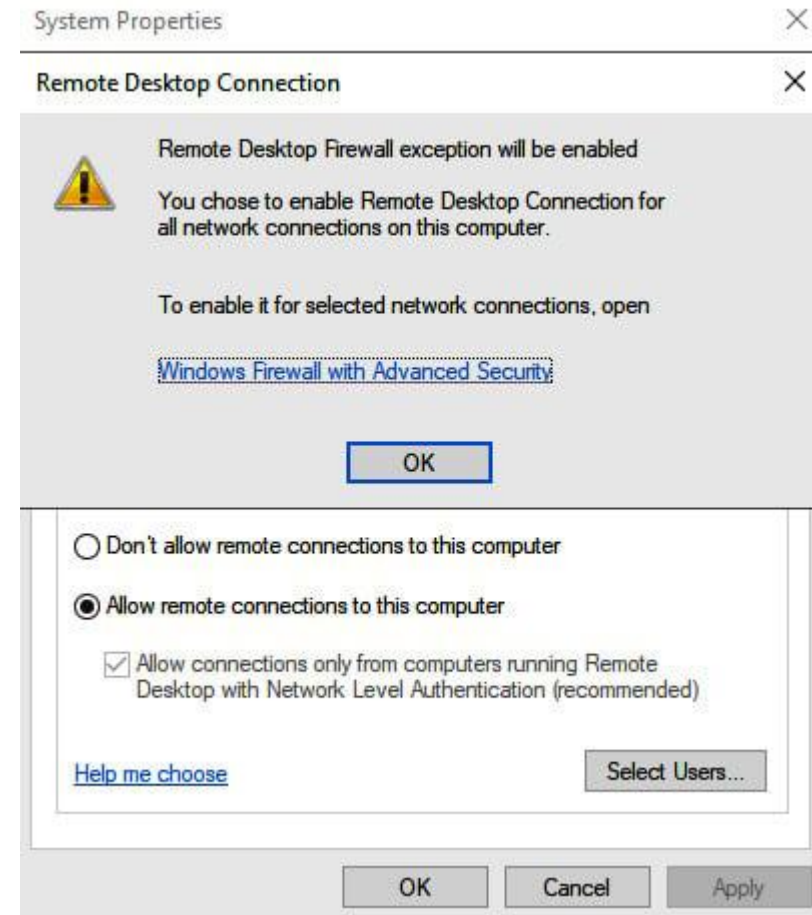 System Properties
Remote Desktop Connection
Remote Desktop Firewall exception will be enabled
You chose to enable Remote Desktop Connection for
all network connections on this computer.
To enable it for selected network connections, open
Windows Firewall with Advanced Security
OK
Don't allow remote connections to this computer
Allow remote connections to this computer
Allow connections only from computers running Remote
Desktop with Network Level Authentication (recommended)
Help me choose
Select Users...
OK
Cancel
Apply